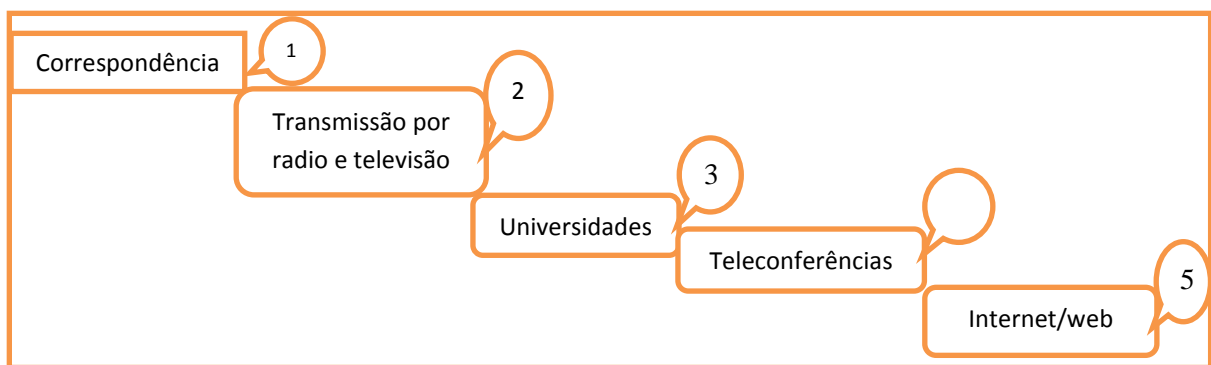 Correspondência
1
Transmissão por
radio e televisão
2
Universidades
3
Teleconferências
Internet/web
5